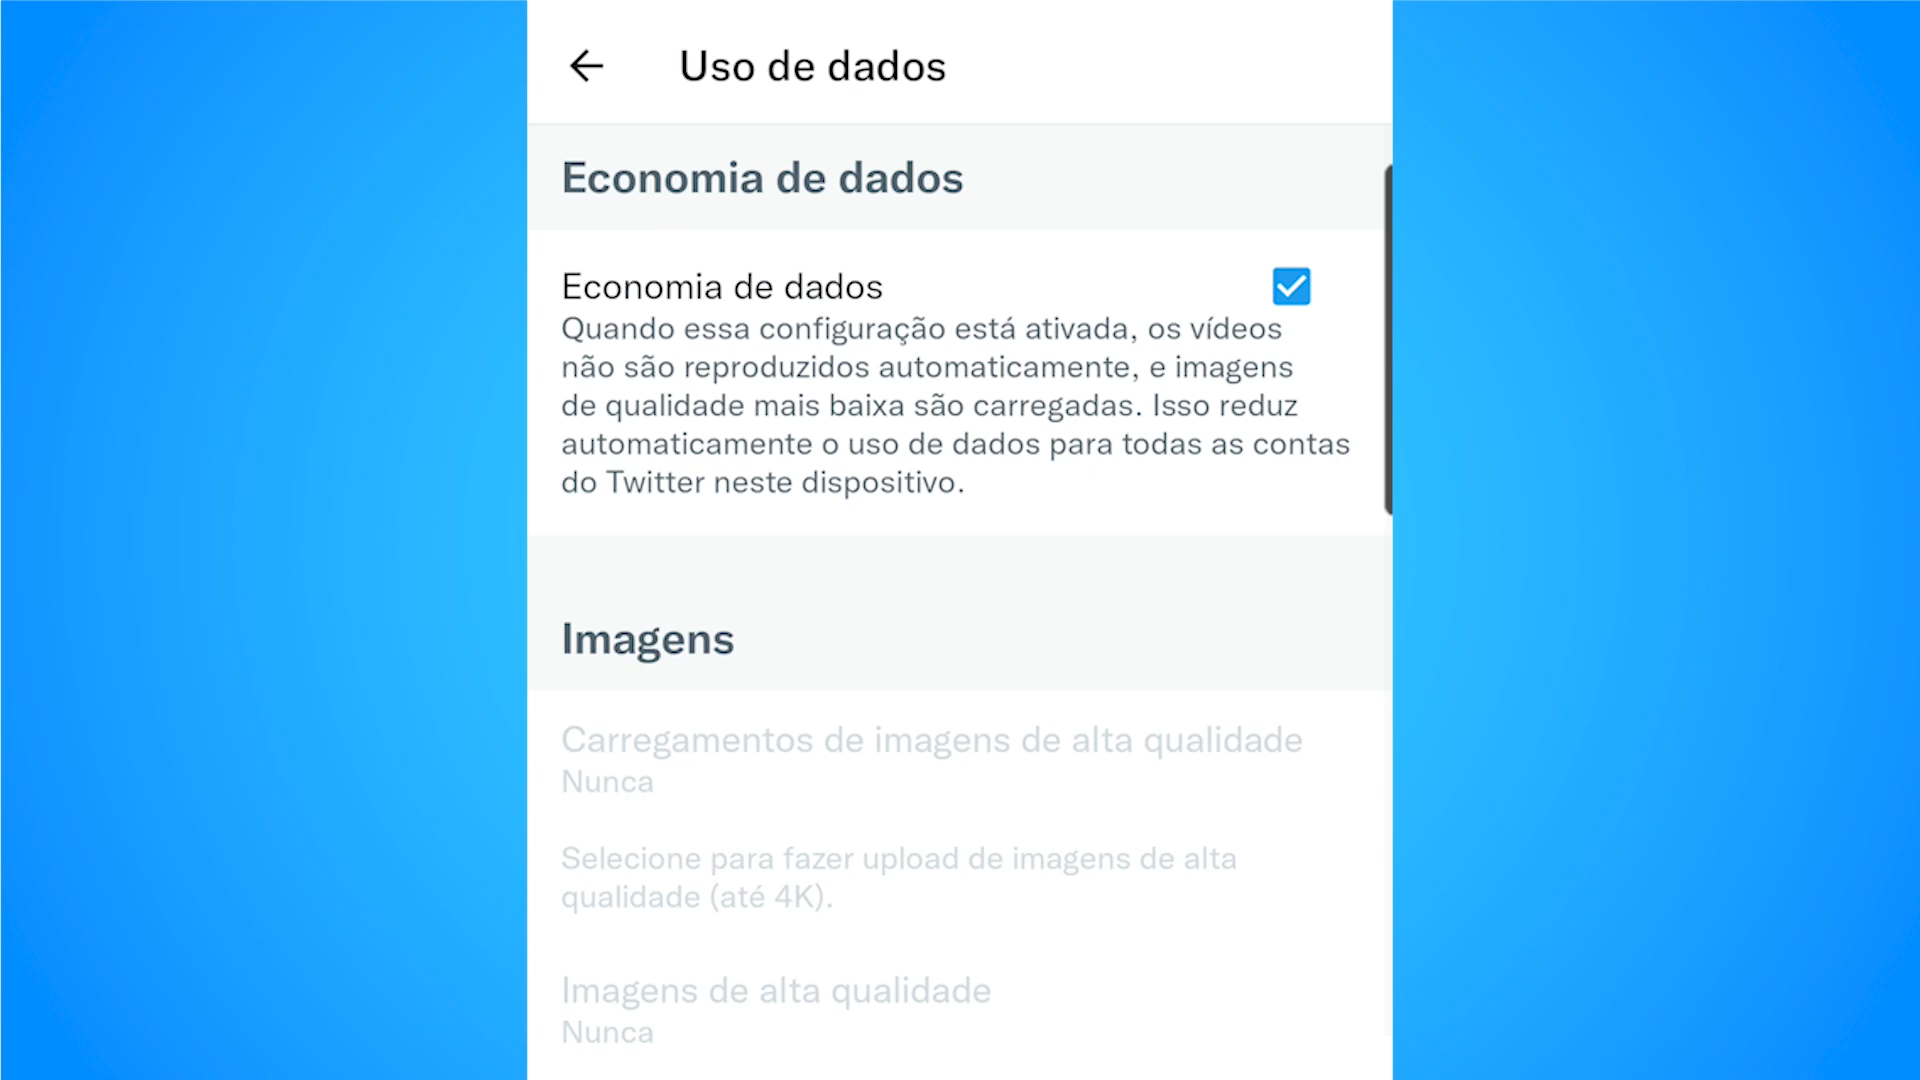 Uso de dados
Economia de dados
Economia de dados
Quando essa configuração está ativada, os vídeos
não são reproduzidos automaticamente, e imagens
de qualidade mais baixa são carregadas. Isso reduz
automaticamente o uso de dados para todas as contas
do Twitter neste dispositivo.
Imagens
Carregamentos de imagens de alta qualidade
Nunca
Selecione para fazer upload de imagens de alta
qualidade (até 4K).
Imagens de alta qualidade
Nunca